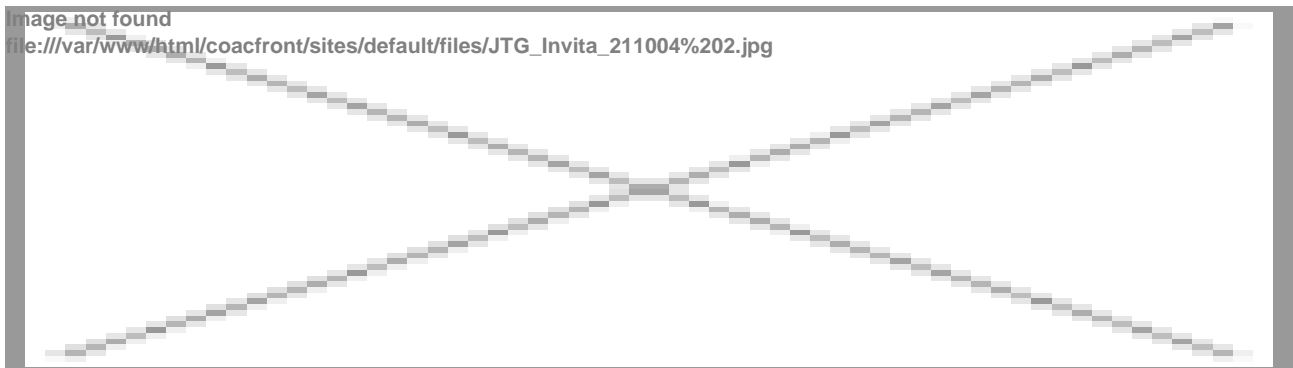 Image not found
file:///var/www/html/coacfront/sites/default/files/JTG_Invita_211004%202.jpg